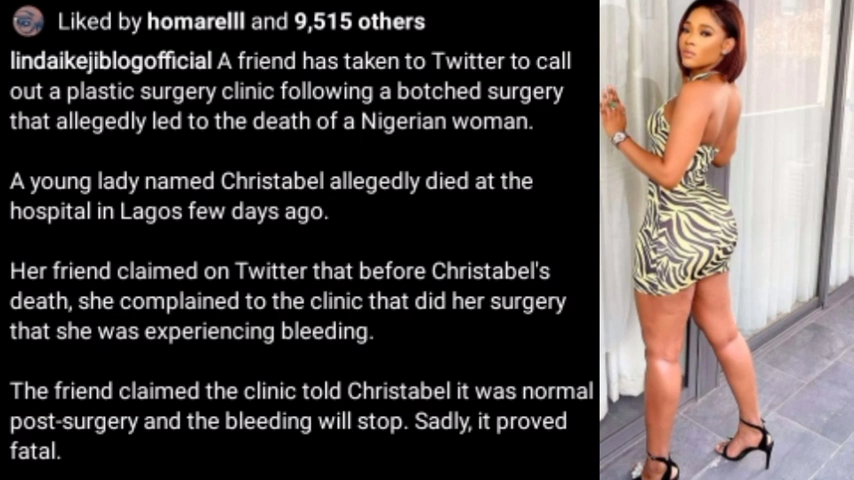 Liked by homarelll and 9,515 others
lindaikejiblogofficial A friend has taken to Twitter to call
out a plastic surgery clinic following a botched surgery
that allegedly led to the death of a Nigerian woman.
A young lady named Christabel allegedly died at the
hospital in Lagos few days ago.
Her friend claimed on Twitter that before Christabel's
death, she complained to the clinic that did her surgery
that she was experiencing bleeding.
The friend claimed the clinic told Christabel it was normal
post-surgery and the bleeding will stop. Sadly, it proved
fatal.